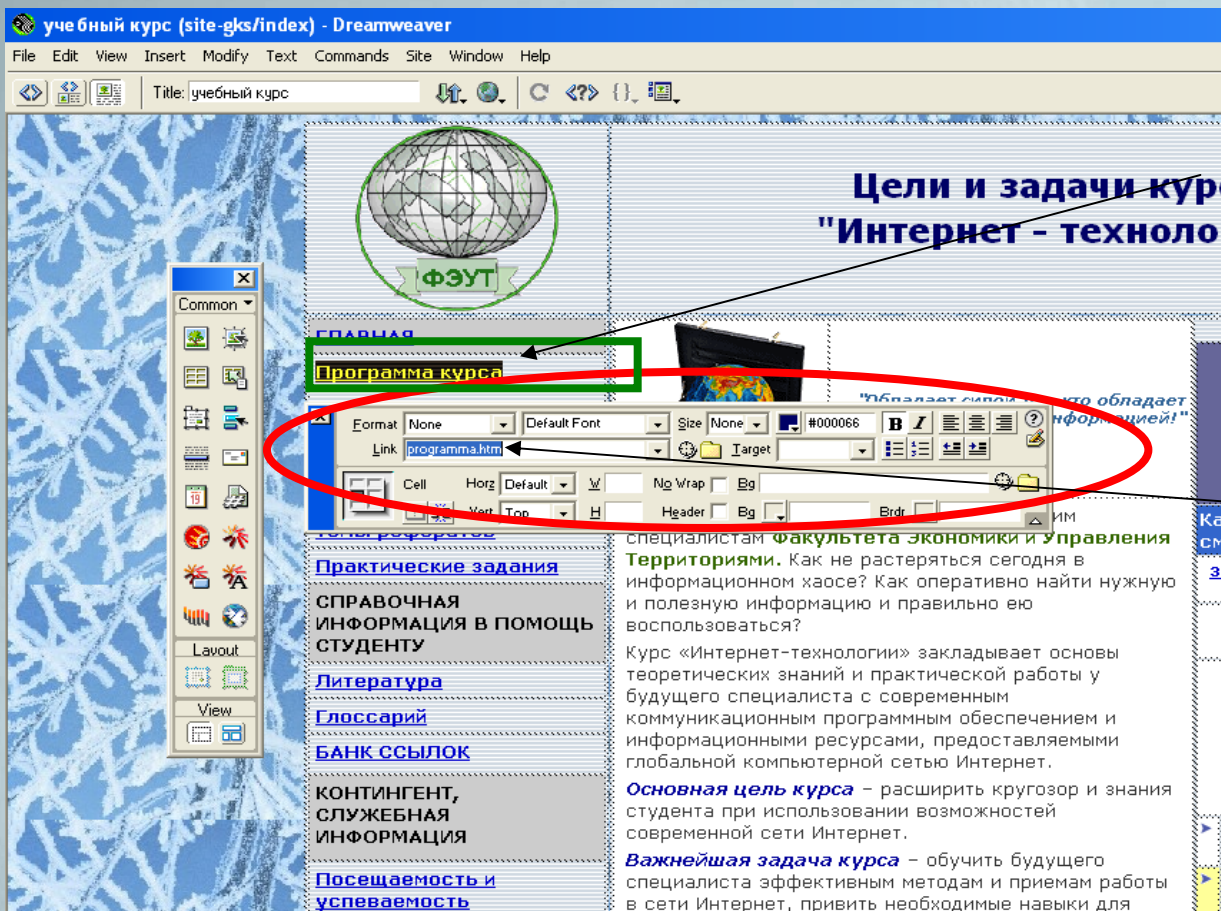 учебный курс (site-gks/index) - Dreamweaver
File Edit View Insert Modify Text Commands Site Window Help
Title: учебный курс
ФЭУТ
Цели и задачи
"Интернет -
Common
ГЛАВНАЯ
Программа курса
"Обладает силой кто обладает
Format None Default Font Size None #000066 B I
Link programma.htm Target
Cell Horz Default W No Wrap Bg
Vert Top H Header Bg Brdr
Практические задания
СПРАВОЧНАЯ
ИНФОРМАЦИЯ В ПОМОЩЬ
СТУДЕНТУ
Литература
Глоссарий
БАНК ССЫЛОК
КОНТИНГЕНТ,
СЛУЖЕБНАЯ
ИНФОРМАЦИЯ
Посещаемость и
успеваемость
специалистам Факультета Экономики и Управления
Территориями. Как не растеряться сегодня в
информационном хаосе? Как оперативно найти нужную
и полезную информацию и правильно ею
воспользоваться?
Курс «Интернет-технологии» закладывает основы
теоретических знаний и практической работы у
будущего специалиста с современным
коммуникационным программным обеспечением и
информационными ресурсами, предоставляемыми
глобальной компьютерной сетью Интернет.
Основная цель курса – расширить кругозор и знания
студента при использовании возможностей
современной сети Интернет.
Важнейшая задача курса – обучить будущего
специалиста эффективным методам и приемам работы
в сети Интернет, привить необходимые навыки для
Layout
View